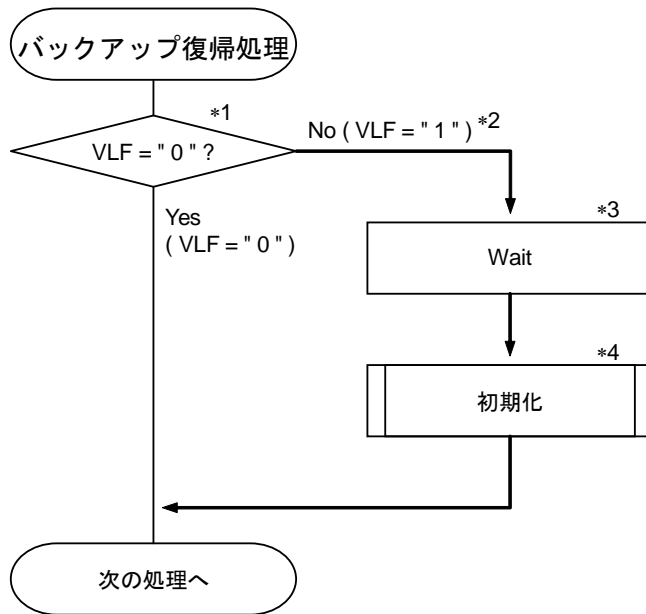 バックアップ復帰処理
*1
VLF = " 0 " ?
No ( VLF = " 1 " ) *2
Yes
( VLF = " 0 " )
*3
Wait
*4
初期化
次の処理へ